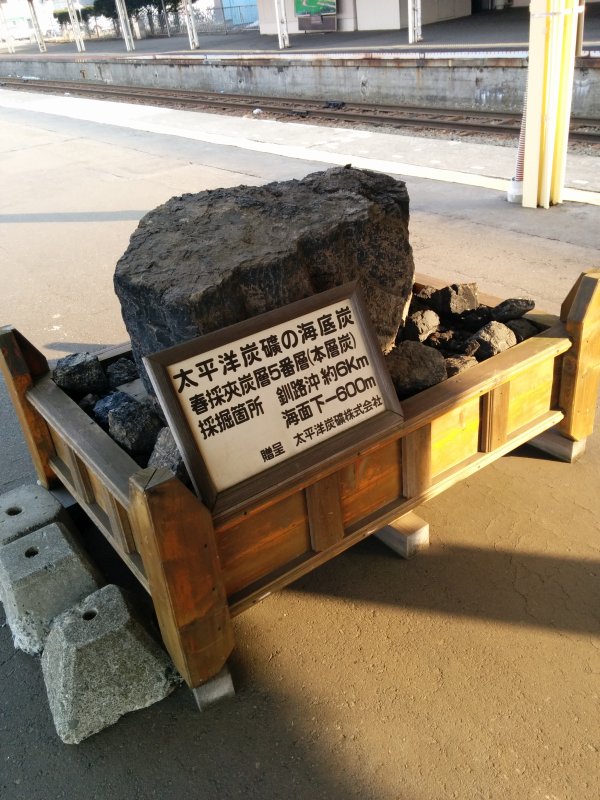 太平洋炭礦の海底炭
春採夾炭層5番層(本層炭)
採掘箇所 釧路沖約6Km
海面下-600m
贈呈 太平洋炭礦株式会社